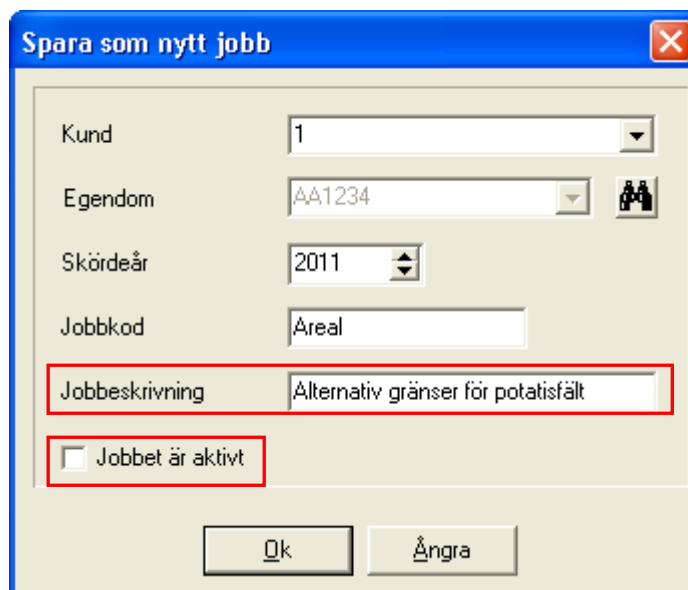 Spara som nytt jobb
Kund 1
Egendom AA1234
Skördeår 2011
Jobbkod Areal
Jobbeskrivning Alternativ gränser för potatisfält
Jobbet är aktivt
Ok Ångra